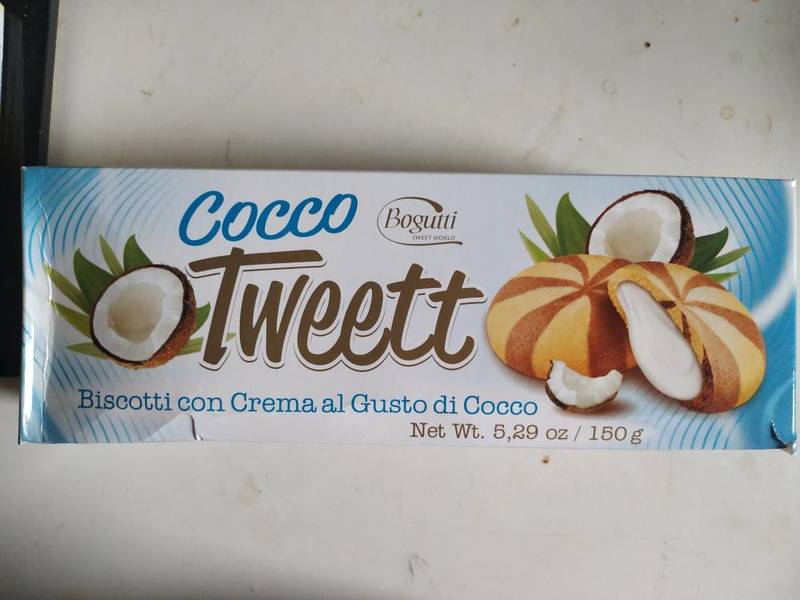 Cocco
Bogutti
SWEET WORLD
Tweett
Biscotti con Crema al Gusto di Cocco
Net Wt. 5,29 oz / 150 g